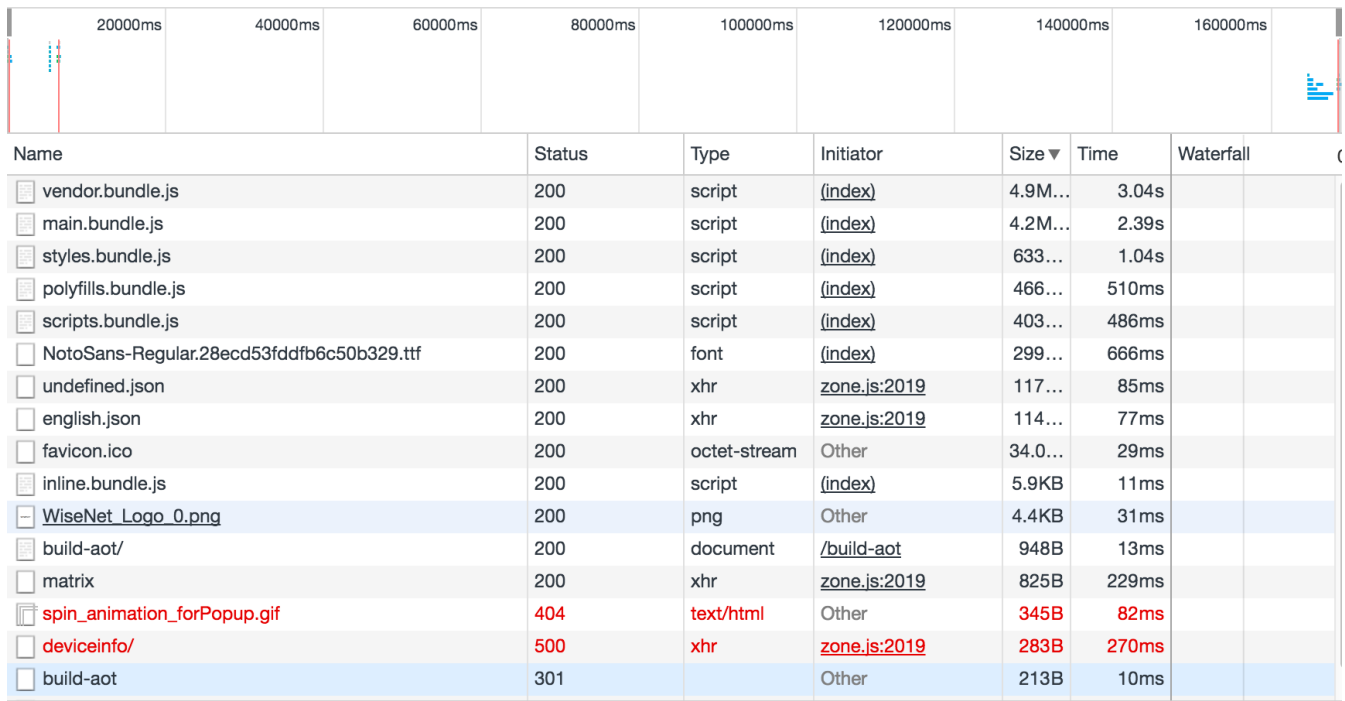 20000ms 40000ms 60000ms 80000ms 100000ms 120000ms 140000ms 160000ms
Name Status Type Initiator Size▼ Time Waterfall
vendor.bundle.js 200 script (index) 4.9M... 3.04s
main.bundle.js 200 script (index) 4.2M... 2.39s
styles.bundle.js 200 script (index) 633... 1.04s
polyfills.bundle.js 200 script (index) 466... 510ms
scripts.bundle.js 200 script (index) 403... 486ms
NotoSans-Regular.28ecd53fddfb6c50b329.ttf 200 font (index) 299... 666ms
undefined.json 200 xhr zone.js:2019 117... 85ms
english.json 200 xhr zone.js:2019 114... 77ms
favicon.ico 200 octet-stream Other 34.0... 29ms
inline.bundle.js 200 script (index) 5.9KB 11ms
WiseNet_Logo_0.png 200 png Other 4.4KB 31ms
build-aot/ 200 document /build-aot 948B 13ms
matrix 200 xhr zone.js:2019 825B 229ms
spin_animation_forPopup.gif 404 text/html Other 345B 82ms
deviceinfo/ 500 xhr zone.js:2019 283B 270ms
build-aot 301 Other 213B 10ms